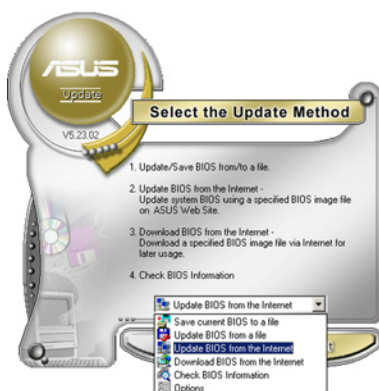 ASUS
Update
V5.23.02
Select the Update Method
1. Update/Save BIOS from/to a file.
2. Update BIOS from the Internet -
Update system BIOS using a specified BIOS image file
on ASUS Web Site.
3. Download BIOS from the Internet -
Download a specified BIOS image file via Internet for
later usage.
4. Check BIOS Information
Update BIOS from the Internet
Save current BIOS to a file
Update BIOS from a file
Update BIOS from the Internet
Download BIOS from the Internet
Check BIOS Information
Options